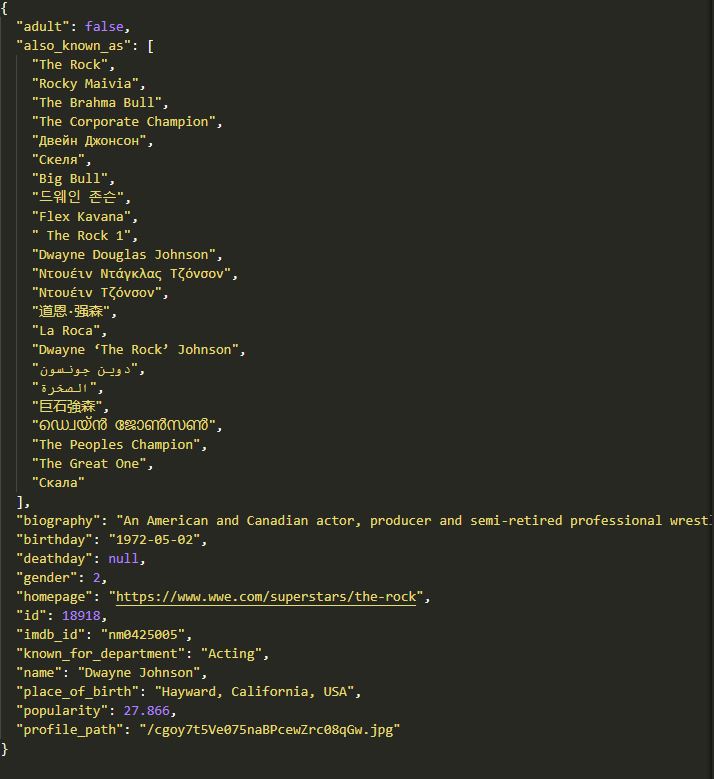 {
"adult": false,
"also_known_as": [
"The Rock",
"Rocky Maivia",
"The Brahma Bull",
"The Corporate Champion",
"Двейн Джонсон",
"Скеля",
"Big Bull",
"드웨인 존슨",
"Flex Kavana",
" The Rock 1",
"Dwayne Douglas Johnson",
"Ντουέιν Ντάγκλας Τζόνσον",
"Ντουέιν Τζόνσον",
"道恩·强森",
"La Roca",
"Dwayne ‘The Rock’ Johnson",
"دوين جونسون",
"الصخرة",
"巨石強森",
"ഡ്വെയ്ൻ ജോൺസൺ",
"The Peoples Champion",
"The Great One",
"Скала"
],
"biography": "An American and Canadian actor, producer and semi-retired professional wrestl
"birthday": "1972-05-02",
"deathday": null,
"gender": 2,
"homepage": "https://www.wwe.com/superstars/the-rock",
"id": 18918,
"imdb_id": "nm0425005",
"known_for_department": "Acting",
"name": "Dwayne Johnson",
"place_of_birth": "Hayward, California, USA",
"popularity": 27.866,
"profile_path": "/cgoy7t5Ve075naBPcewZrc08qGw.jpg"
}